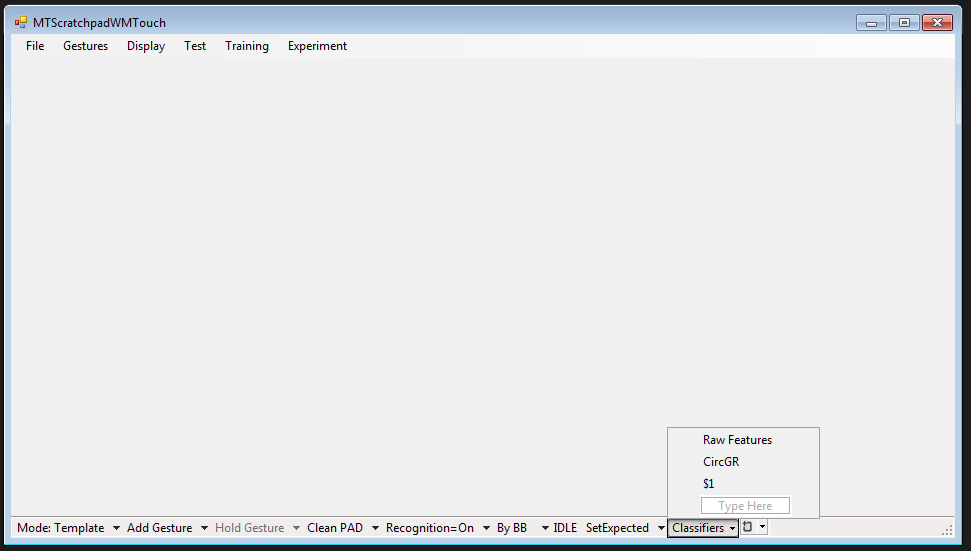 MTScratchpadWMTouch
File Gestures Display Test Training Experiment
Raw Features
CircGR
$1
Type Here
Mode: Template Add Gesture Hold Gesture Clean PAD Recognition=On By BB IDLE SetExpected Classifiers